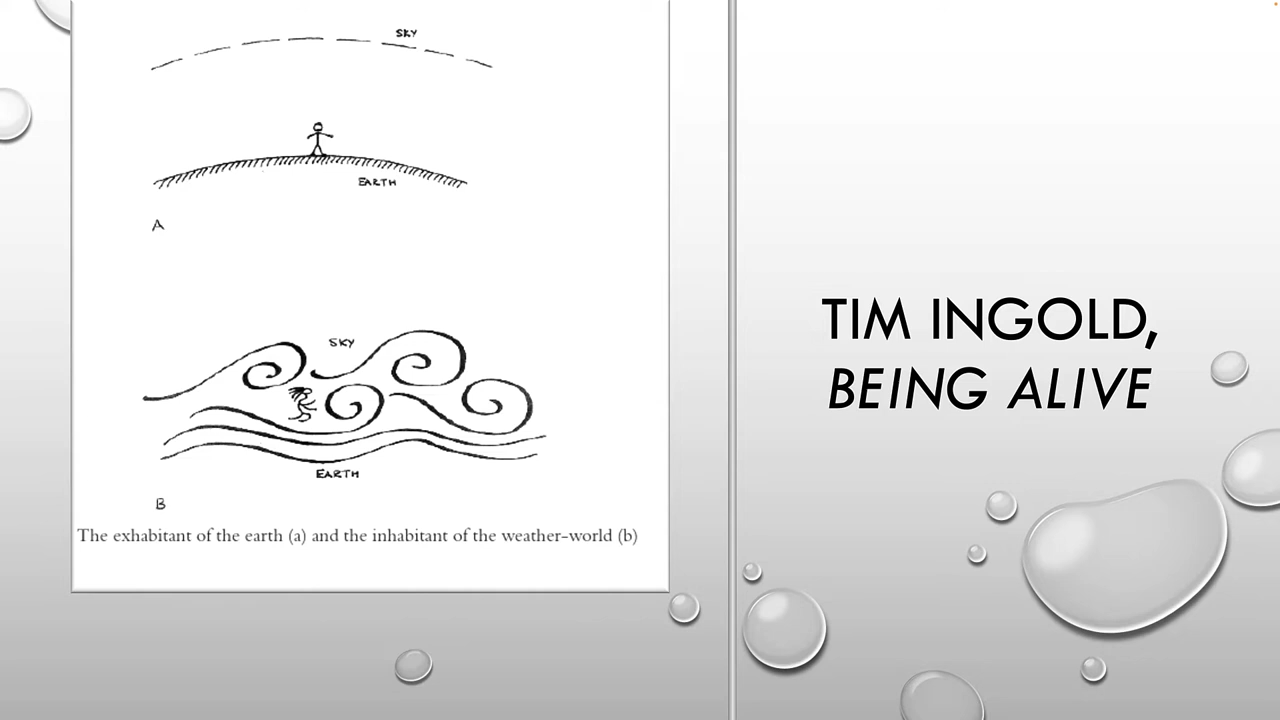 SKY
EARTH
A
SKY
EARTH
B
The exhabitant of the earth (a) and the inhabitant of the weather-world (b)
TIM INGOLD,
BEING ALIVE